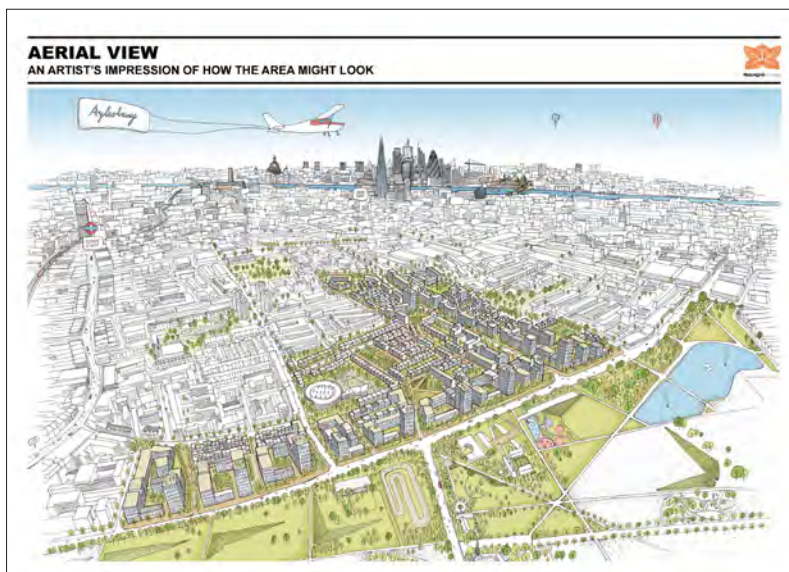 AERIAL VIEW
AN ARTIST'S IMPRESSION OF HOW THE AREA MIGHT LOOK
Aylesbury